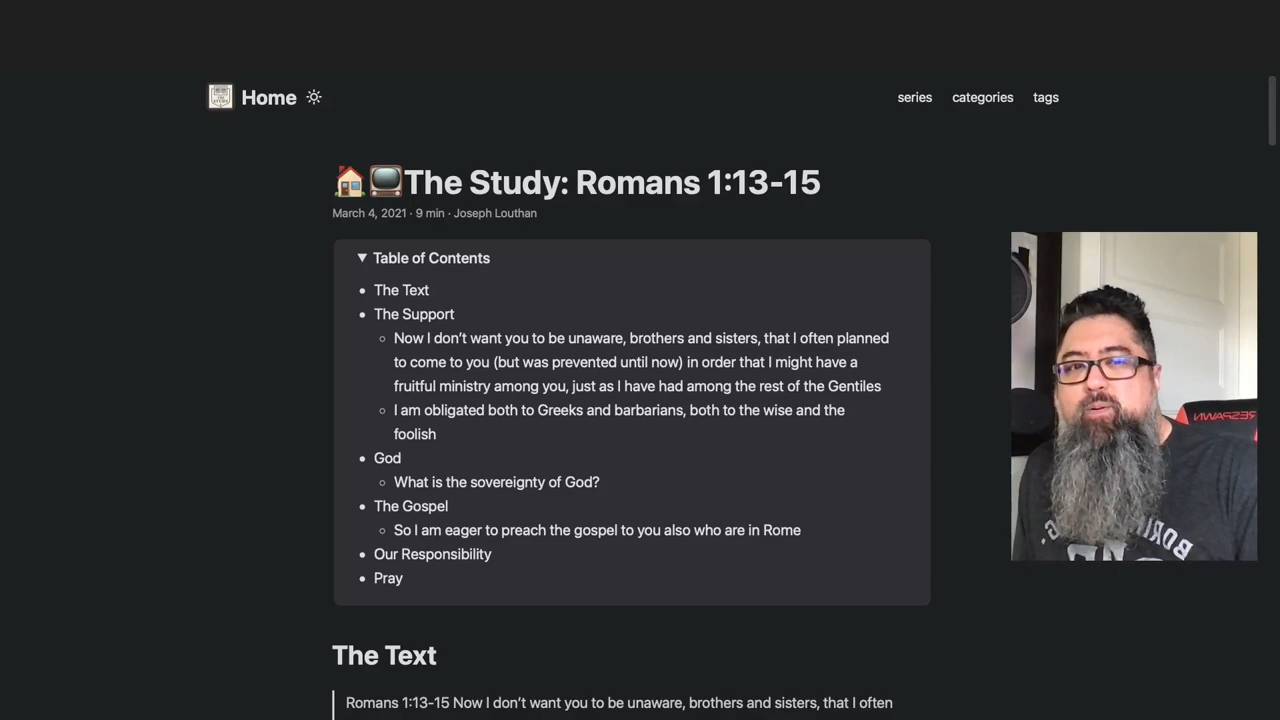 Home
series categories tags
The Study: Romans 1:13-15
March 4, 2021 · 9 min · Joseph Louthan
▼ Table of Contents
• The Text
• The Support
◦ Now I don’t want you to be unaware, brothers and sisters, that I often planned
to come to you (but was prevented until now) in order that I might have a
fruitful ministry among you, just as I have had among the rest of the Gentiles
◦ I am obligated both to Greeks and barbarians, both to the wise and the
foolish
• God
◦ What is the sovereignty of God?
• The Gospel
◦ So I am eager to preach the gospel to you also who are in Rome
• Our Responsibility
• Pray
RESPAWN
The Text
Romans 1:13-15 Now I don’t want you to be unaware, brothers and sisters, that I often